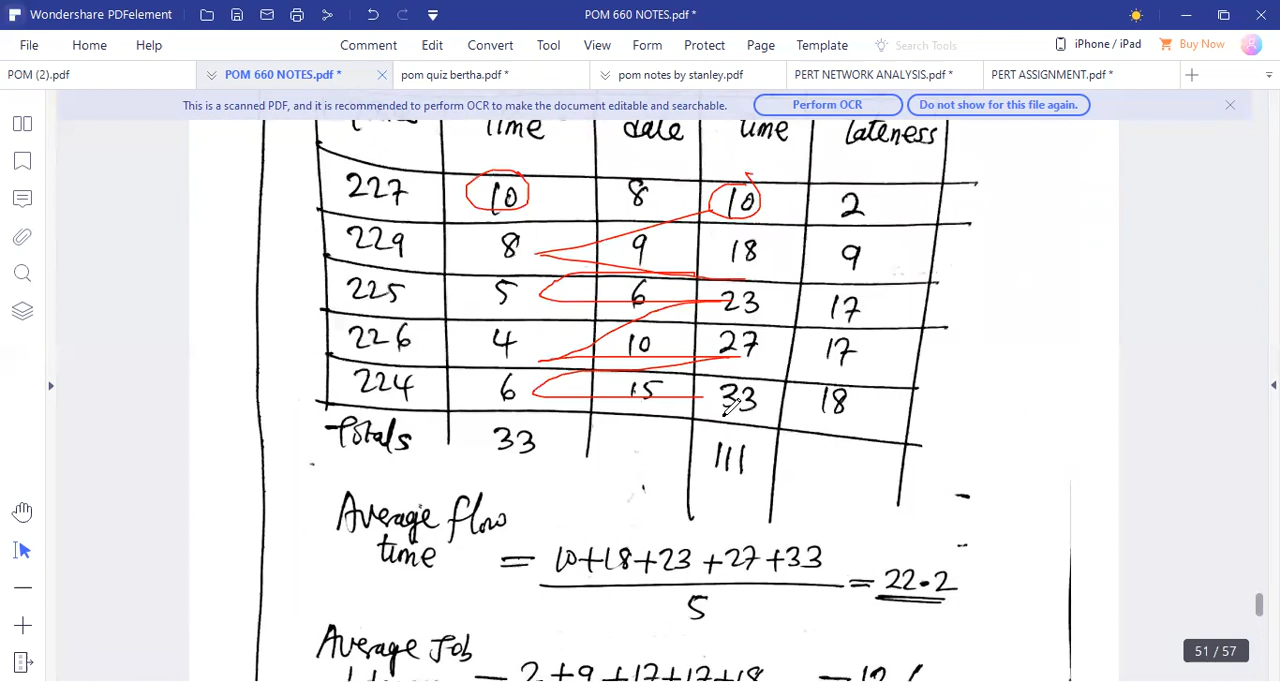 Wondershare PDFelement
POM 660 NOTES.pdf *
File Home Help Comment Edit Convert Tool View Form Protect Page Template Search Tools iPhone / iPad Buy Now
POM (2).pdf POM 660 NOTES.pdf * pom quiz bertha.pdf * pom notes by stanley.pdf PERT NETWORK ANALYSIS.pdf * PERT ASSIGNMENT.pdf *
This is a scanned PDF, and it is recommended to perform OCR to make the document editable and searchable. Perform OCR Do not show for this file again.
Time date time lateness
227 10 8 10 2
229 8 9 18 9
225 5 6 23 17
226 4 10 27 17
224 6 15 33 18
Totals 33 111
Average flow
time = 10+18+23+27+33 = 22.2
5
Average Job
= 2+9+17+17+18 =
51 / 57